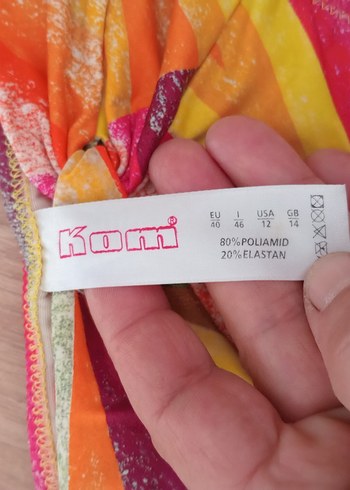 Kom®
EU I USA GB
40 46 12 14
80%POLIAMID
20%ELASTAN